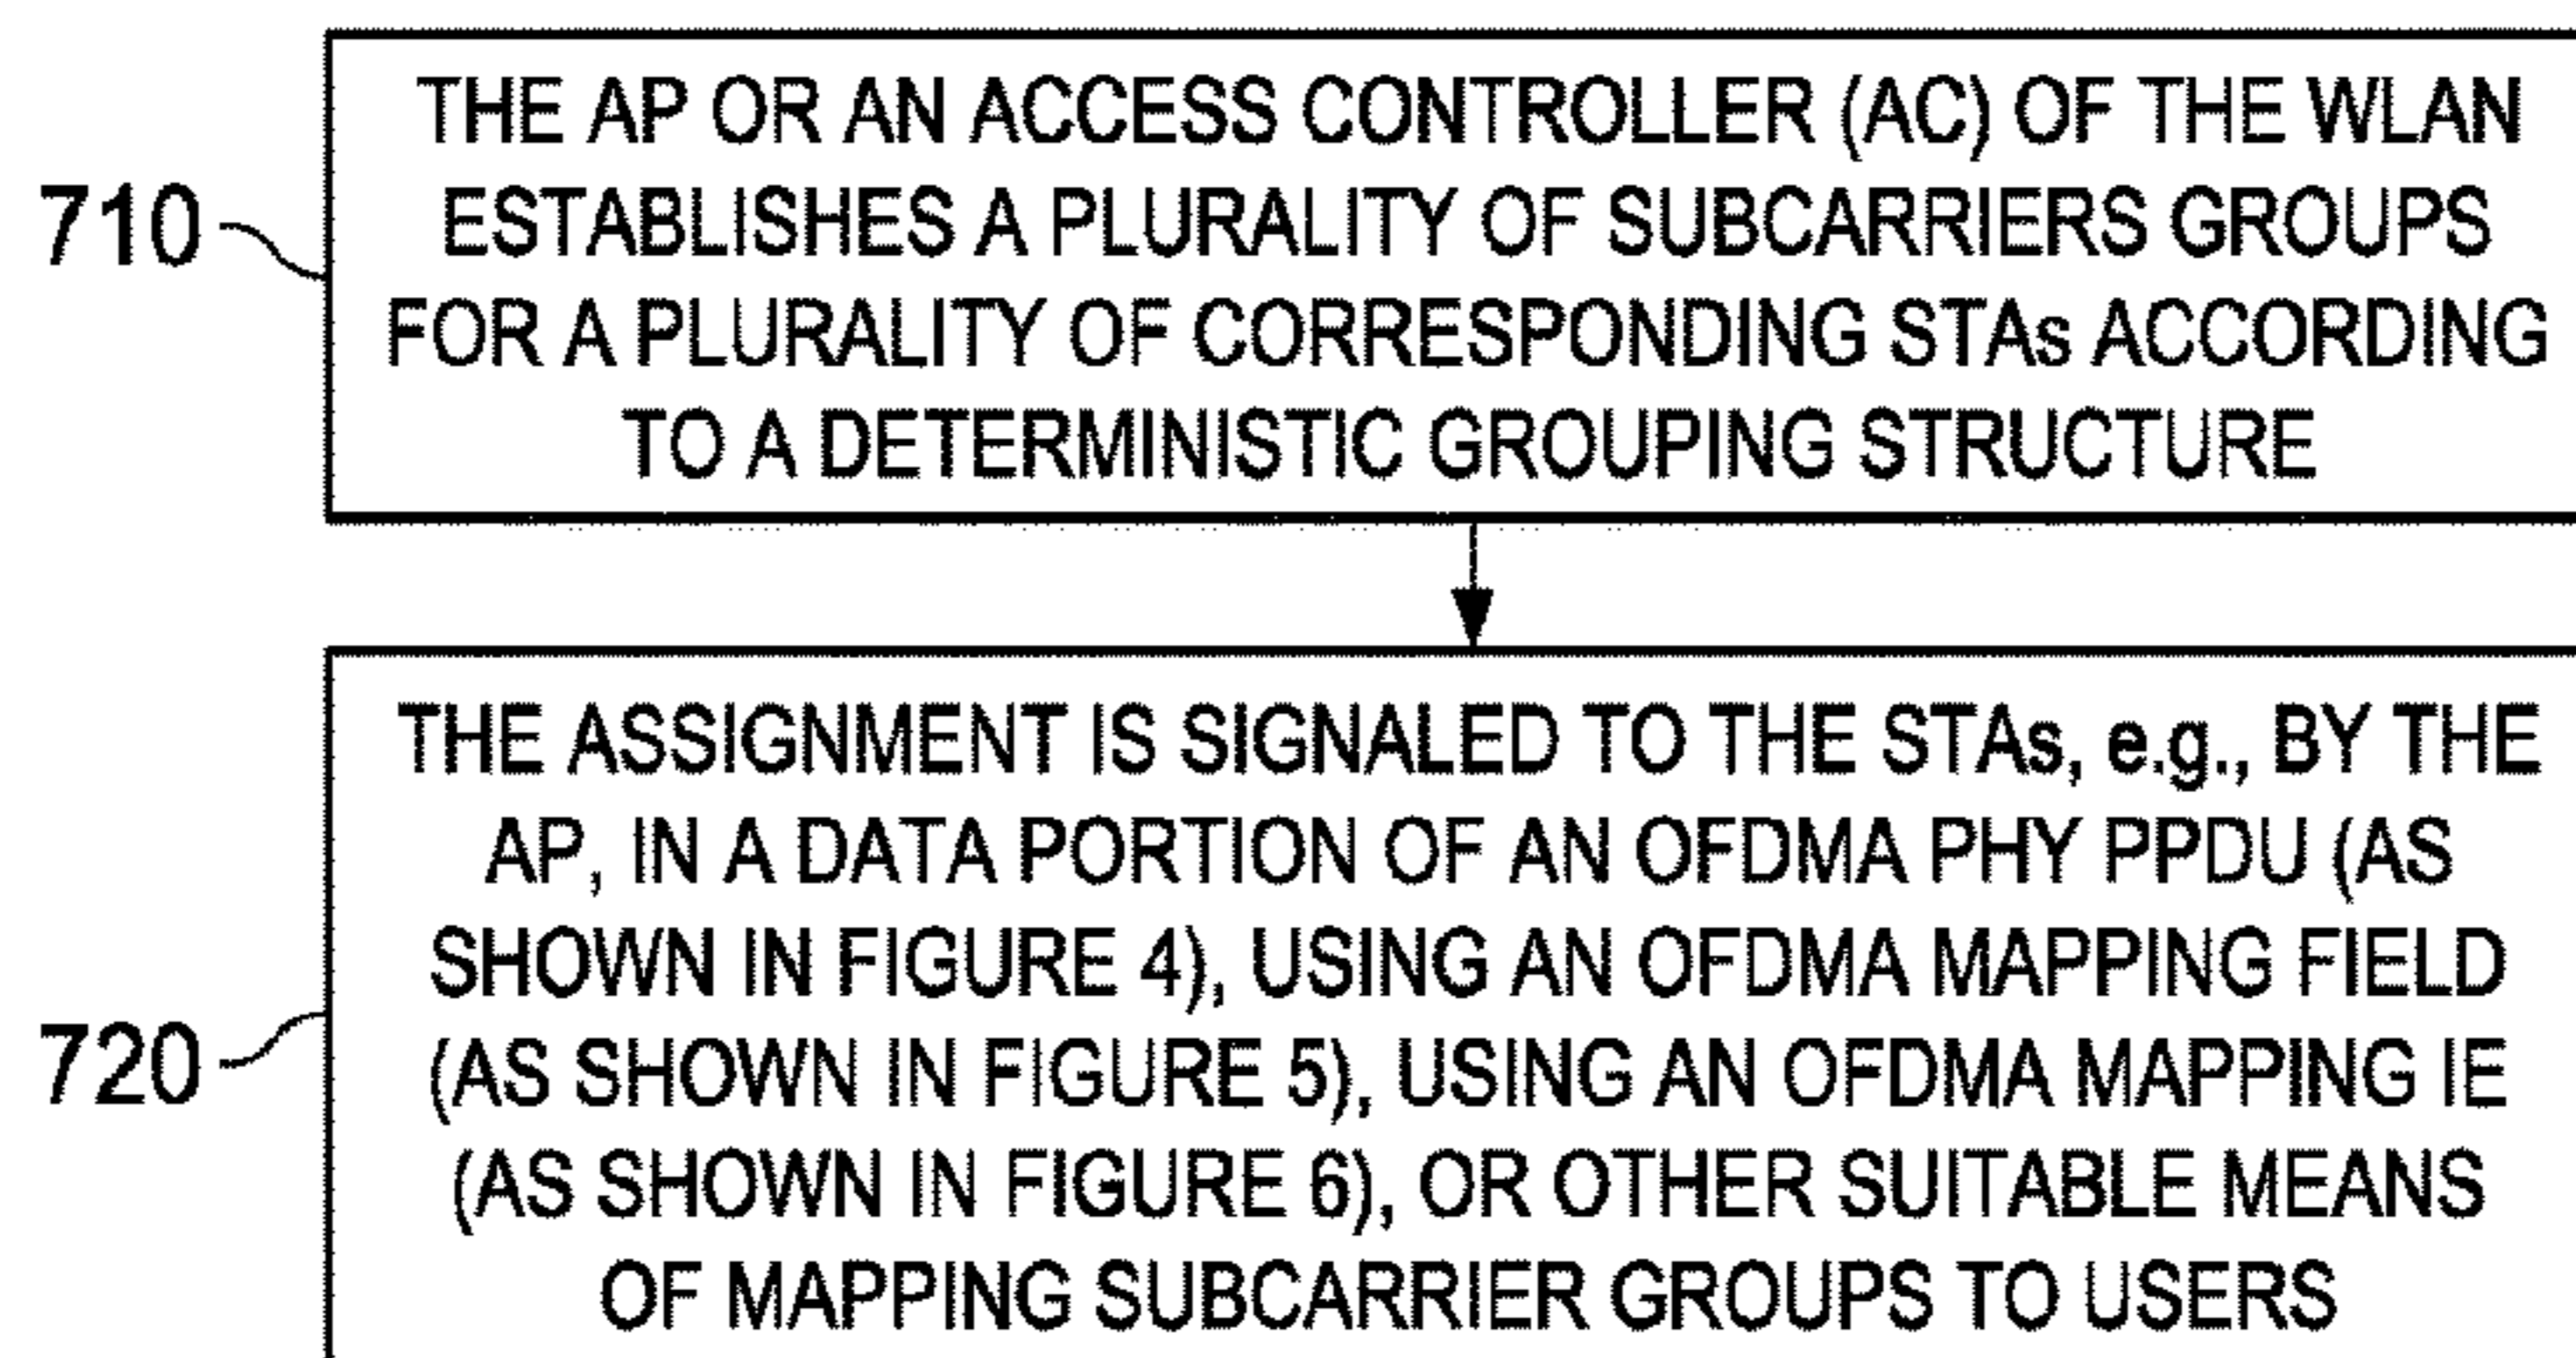 THE AP OR AN ACCESS CONTROLLER (AC) OF THE WLAN
710
ESTABLISHES A PLURALITY OF SUBCARRIERS GROUPS
FOR A PLURALITY OF CORRESPONDING STAs ACCORDING
TO A DETERMINISTIC GROUPING STRUCTURE
THE ASSIGNMENT IS SIGNALED TO THE STAs, e.g., BY THE
AP, IN A DATA PORTION OF AN OFDMA PHY PPDU (AS
SHOWN IN FIGURE 4), USING AN OFDMA MAPPING FIELD
720
(AS SHOWN IN FIGURE 5), USING AN OFDMA MAPPING IE
(AS SHOWN IN FIGURE 6), OR OTHER SUITABLE MEANS
OF MAPPING SUBCARRIER GROUPS TO USERS